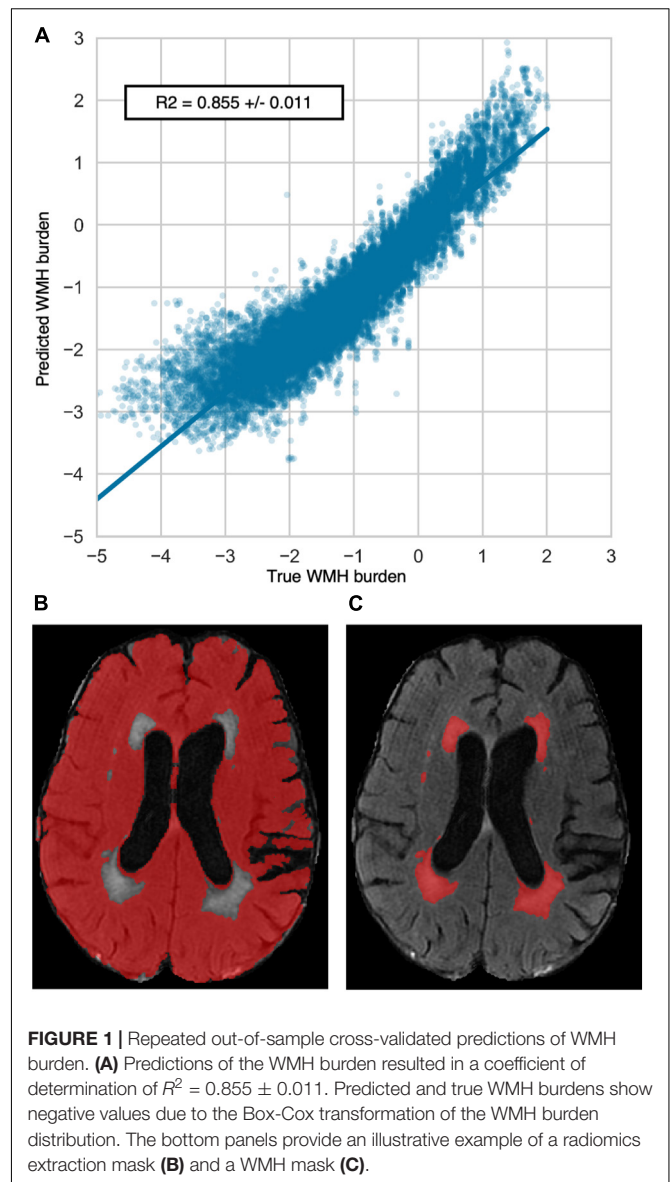 A
3
R2 = 0.855 +/- 0.011
2
1
0
−1
−2
−3
−4
−5
Predicted WMH burden
−5 −4 −3 −2 −1 0 1 2 3
True WMH burden
B C
FIGURE 1 | Repeated out-of-sample cross-validated predictions of WMH
burden. (A) Predictions of the WMH burden resulted in a coefficient of
determination of R² = 0.855 ± 0.011. Predicted and true WMH burdens show
negative values due to the Box-Cox transformation of the WMH burden
distribution. The bottom panels provide an illustrative example of a radiomics
extraction mask (B) and a WMH mask (C).